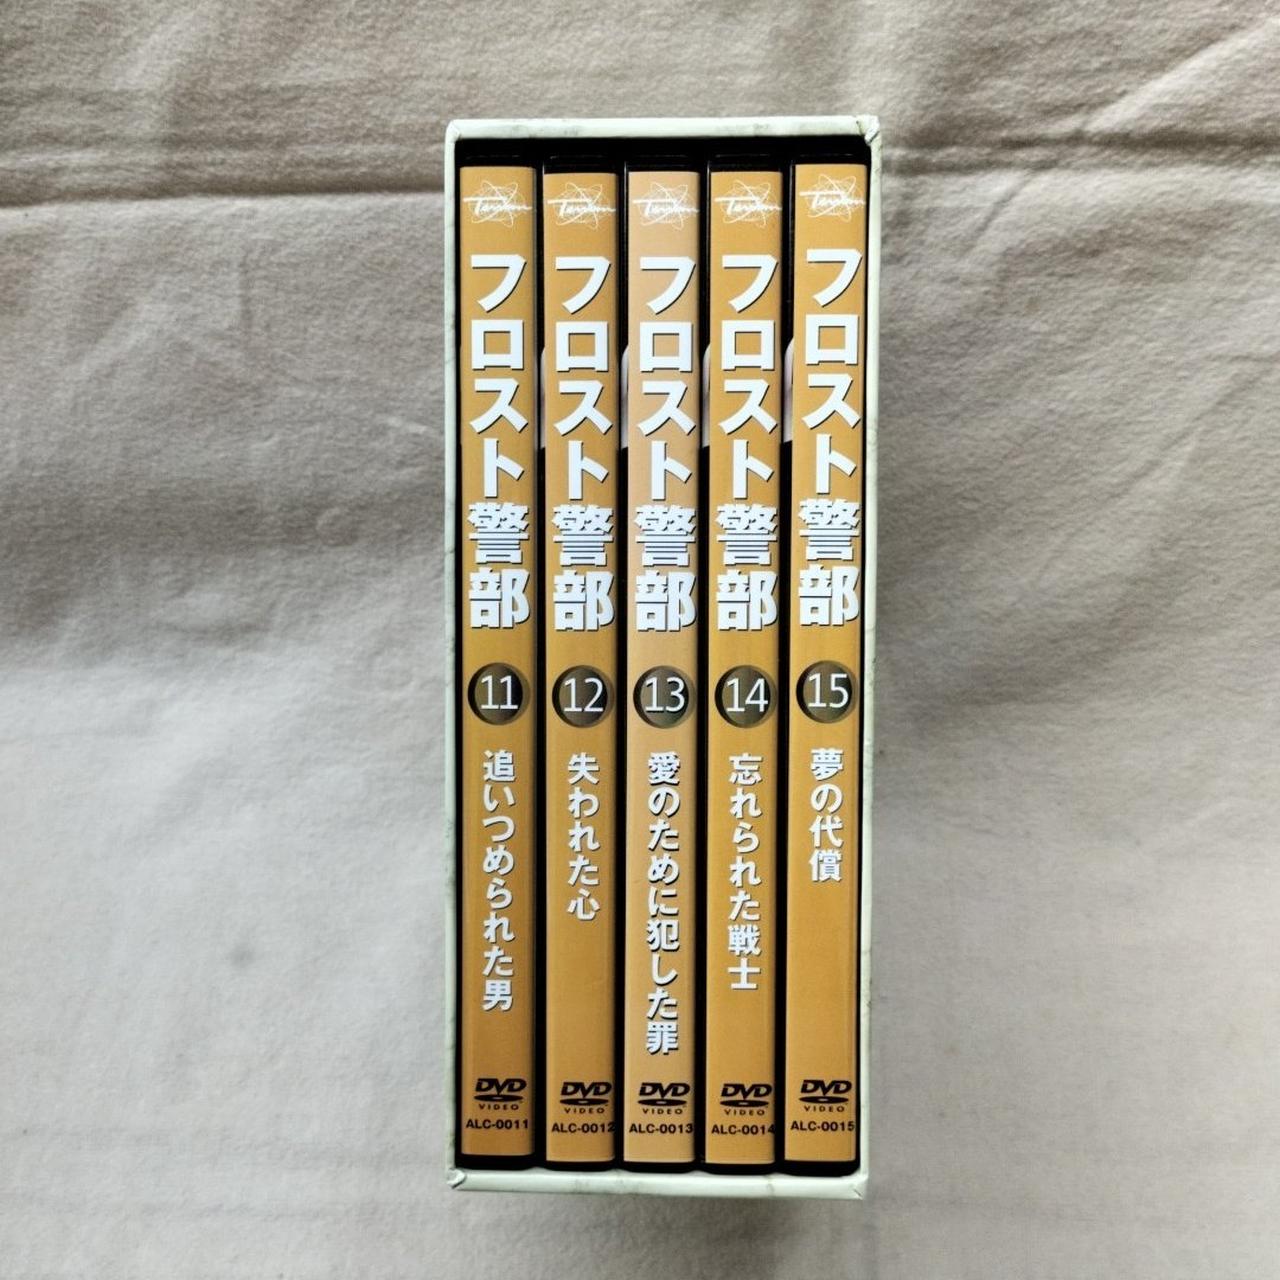 フロスト警部
11
追いつめられた男
DVD
VIDEO
ALC-0011
フロスト警部
12
失われた心
DVD
VIDEO
ALC-0012
フロスト警部
13
愛のために犯した罪
DVD
VIDEO
ALC-0013
フロスト警部
14
忘れられた戦士
DVD
VIDEO
ALC-0014
フロスト警部
15
夢の代償
DVD
VIDEO
ALC-0015